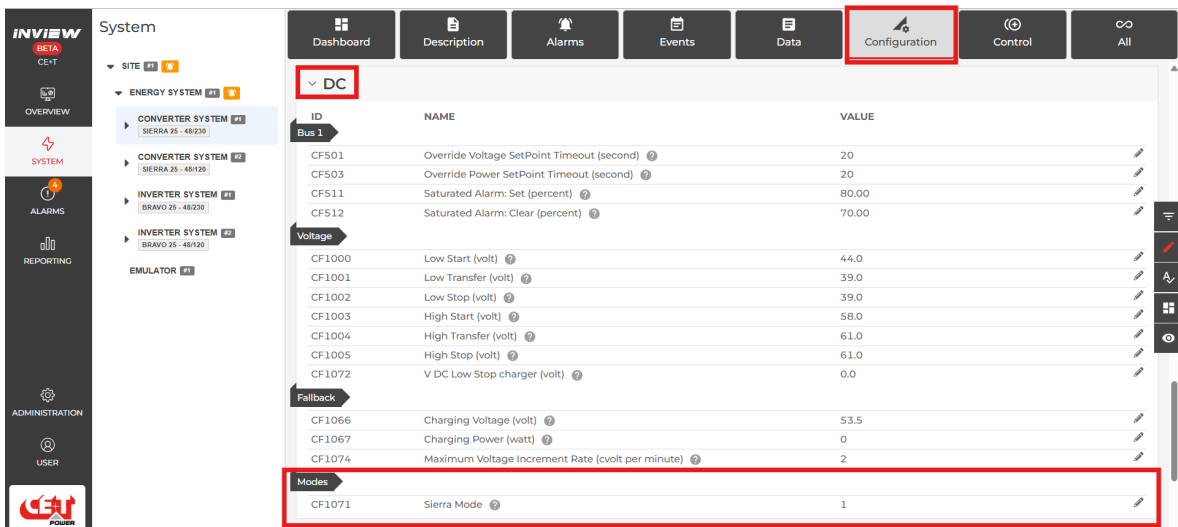 iNViEW
BETA
CE+T
OVERVIEW
SYSTEM
4
ALARMS
REPORTING
ADMINISTRATION
USER
CE+T
POWER
System
SITE #1
ENERGY SYSTEM #1
CONVERTER SYSTEM #1
SIERRA 25 - 48/230
CONVERTER SYSTEM #2
SIERRA 25 - 48/120
INVERTER SYSTEM #1
BRAVO 25 - 48/230
INVERTER SYSTEM #2
BRAVO 25 - 48/120
EMULATOR #1
Dashboard Description Alarms Events Data Configuration Control All
DC
ID NAME VALUE
Bus 1
CF501 Override Voltage SetPoint Timeout (second) ? 20
CF503 Override Power SetPoint Timeout (second) ? 20
CF511 Saturated Alarm: Set (percent) ? 80.00
CF512 Saturated Alarm: Clear (percent) ? 70.00
Voltage
CF1000 Low Start (volt) ? 44.0
CF1001 Low Transfer (volt) ? 39.0
CF1002 Low Stop (volt) ? 39.0
CF1003 High Start (volt) ? 58.0
CF1004 High Transfer (volt) ? 61.0
CF1005 High Stop (volt) ? 61.0
CF1072 V DC Low Stop charger (volt) ? 0.0
Fallback
CF1066 Charging Voltage (volt) ? 53.5
CF1067 Charging Power (watt) ? 0
CF1074 Maximum Voltage Increment Rate (cvolt per minute) ? 2
Modes
CF1071 Sierra Mode ? 1